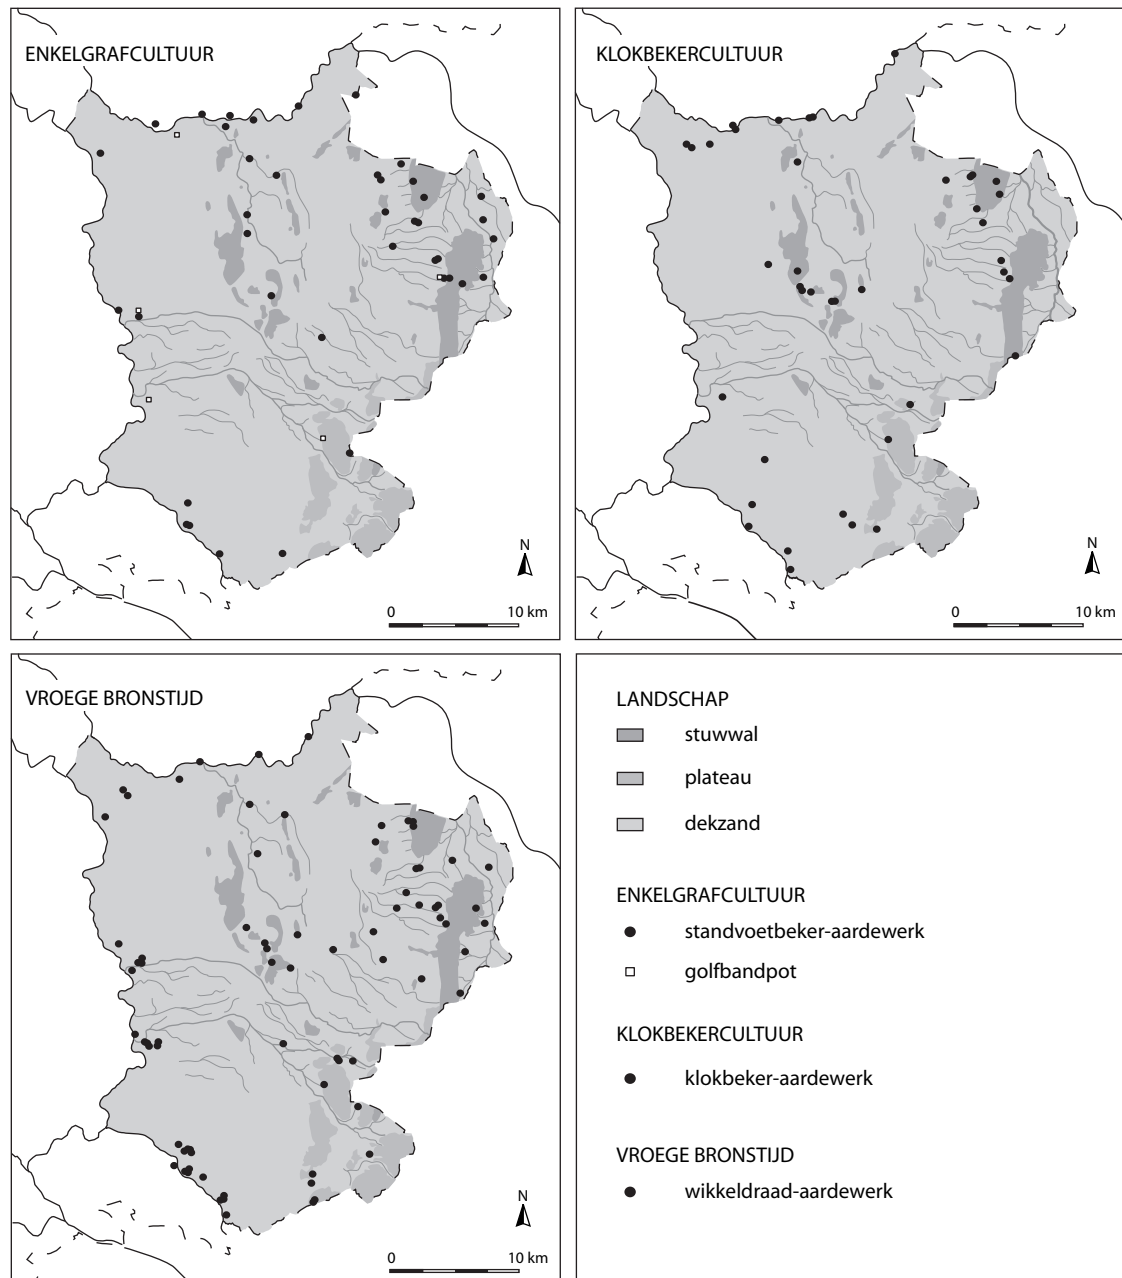 ENKELGRAFCULTUUR
N
0 10 km
KLOKBEKERCULTUUR
N
0 10 km
VROEGE BRONSTIJD
N
0 10 km
LANDSCHAP
stuwwal
plateau
dekzand
ENKELGRAFCULTUUR
standvoetbeker-aardewerk
golfbandpot
KLOKBEKERCULTUUR
klokbeker-aardewerk
VROEGE BRONSTIJD
wikkeldraad-aardewerk